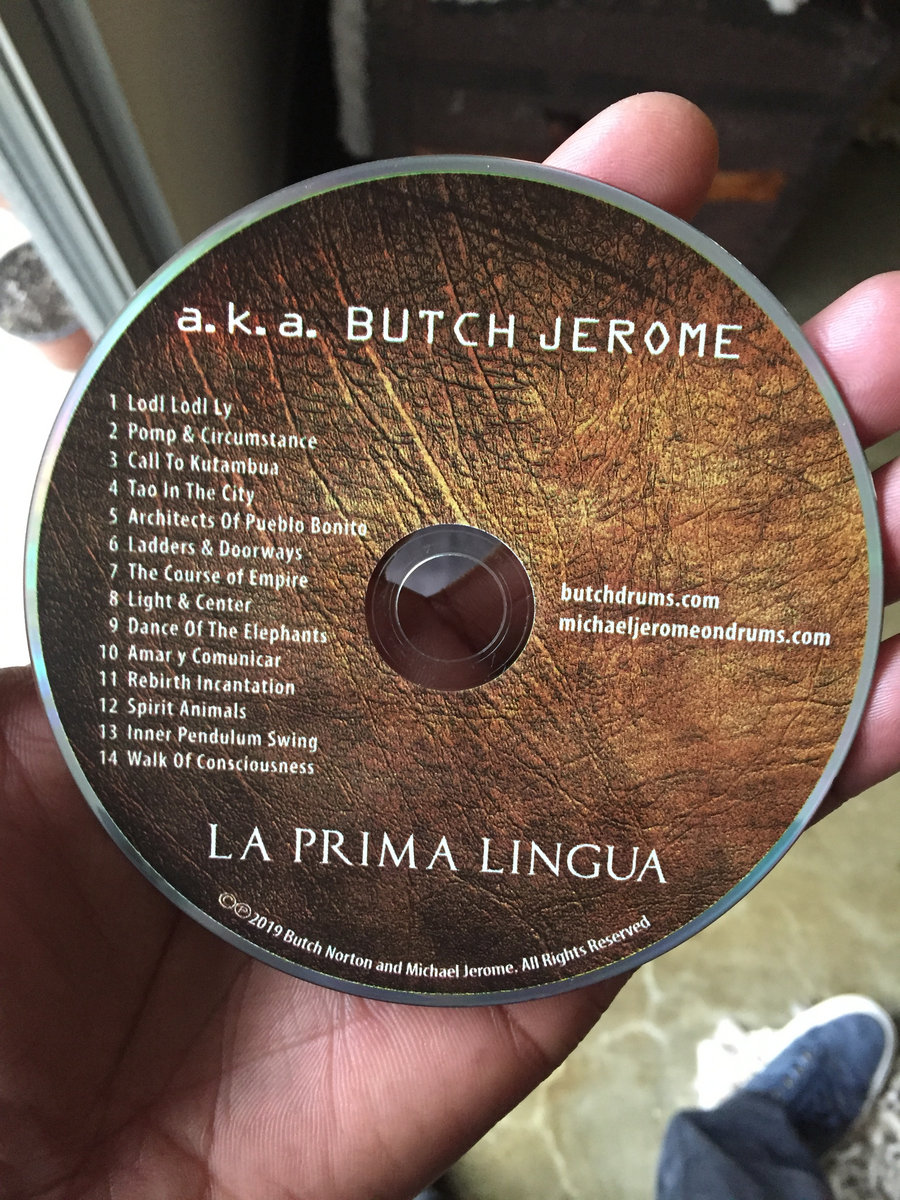 a.k.a. BUTCH JEROME
1 Lodi Lodi Ly
2 Pomp & Circumstance
3 Call To Kutambua
4 Tao In The City
5 Architects Of Pueblo Bonito
6 Ladders & Doorways
7 The Course of Empire
8 Light & Center
9 Dance Of The Elephants
10 Amar y Comunicar
11 Rebirth Incantation
12 Spirit Animals
13 Inner Pendulum Swing
14 Walk Of Consciousness
butchdrums.com
michaeljeromeondrums.com
LA PRIMA LINGUA
©℗2019 Butch Norton and Michael Jerome. All Rights Reserved